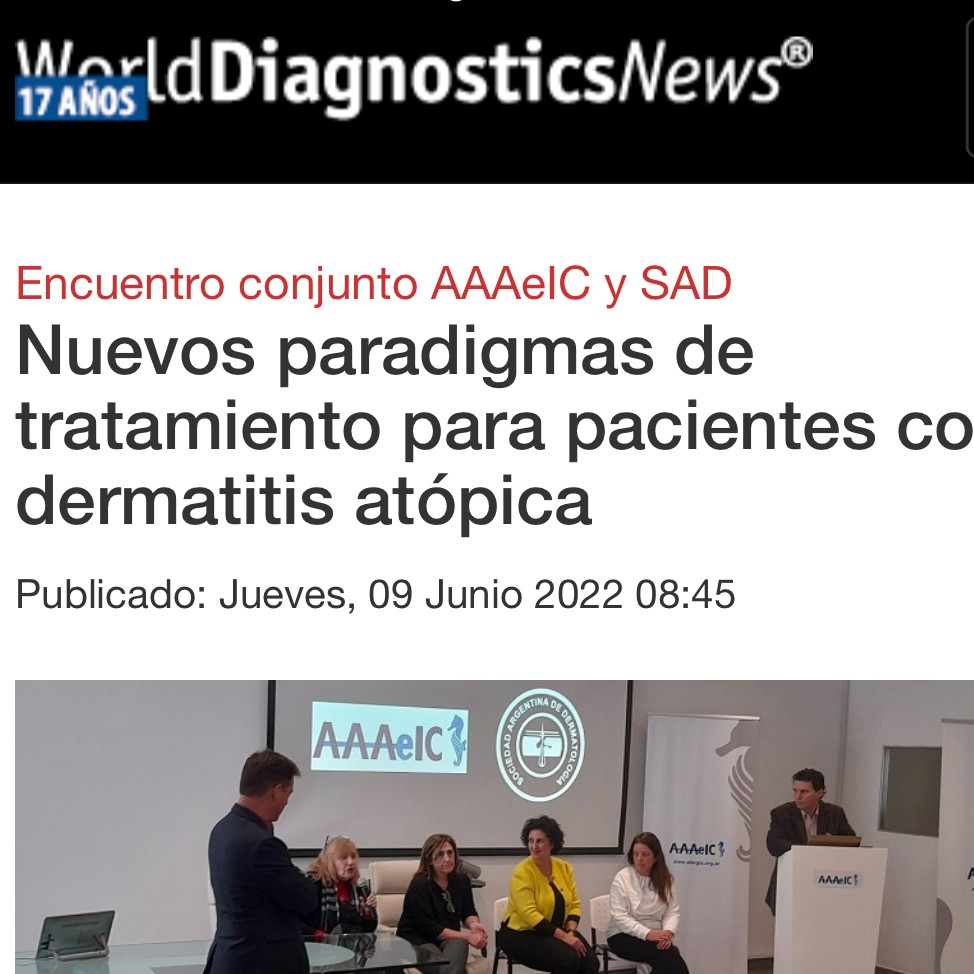 WorldDiagnosticsNews®
17 AÑOS
Encuentro conjunto AAAeIC y SAD
Nuevos paradigmas de
tratamiento para pacientes co
dermatitis atópica
Publicado: Jueves, 09 Junio 2022 08:45
AAAeIC
SOCIEDAD ARGENTINA DE DERMATOLOGIA
AAAeIC
www.alergia.org.ar
AAAeIC